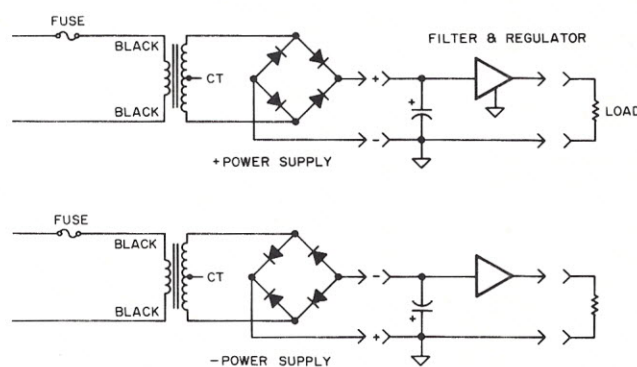 FUSE
BLACK
FILTER & REGULATOR
CT
+
+
LOAD
BLACK
-
+POWER SUPPLY
FUSE
BLACK
CT
-
BLACK
+
+
-POWER SUPPLY